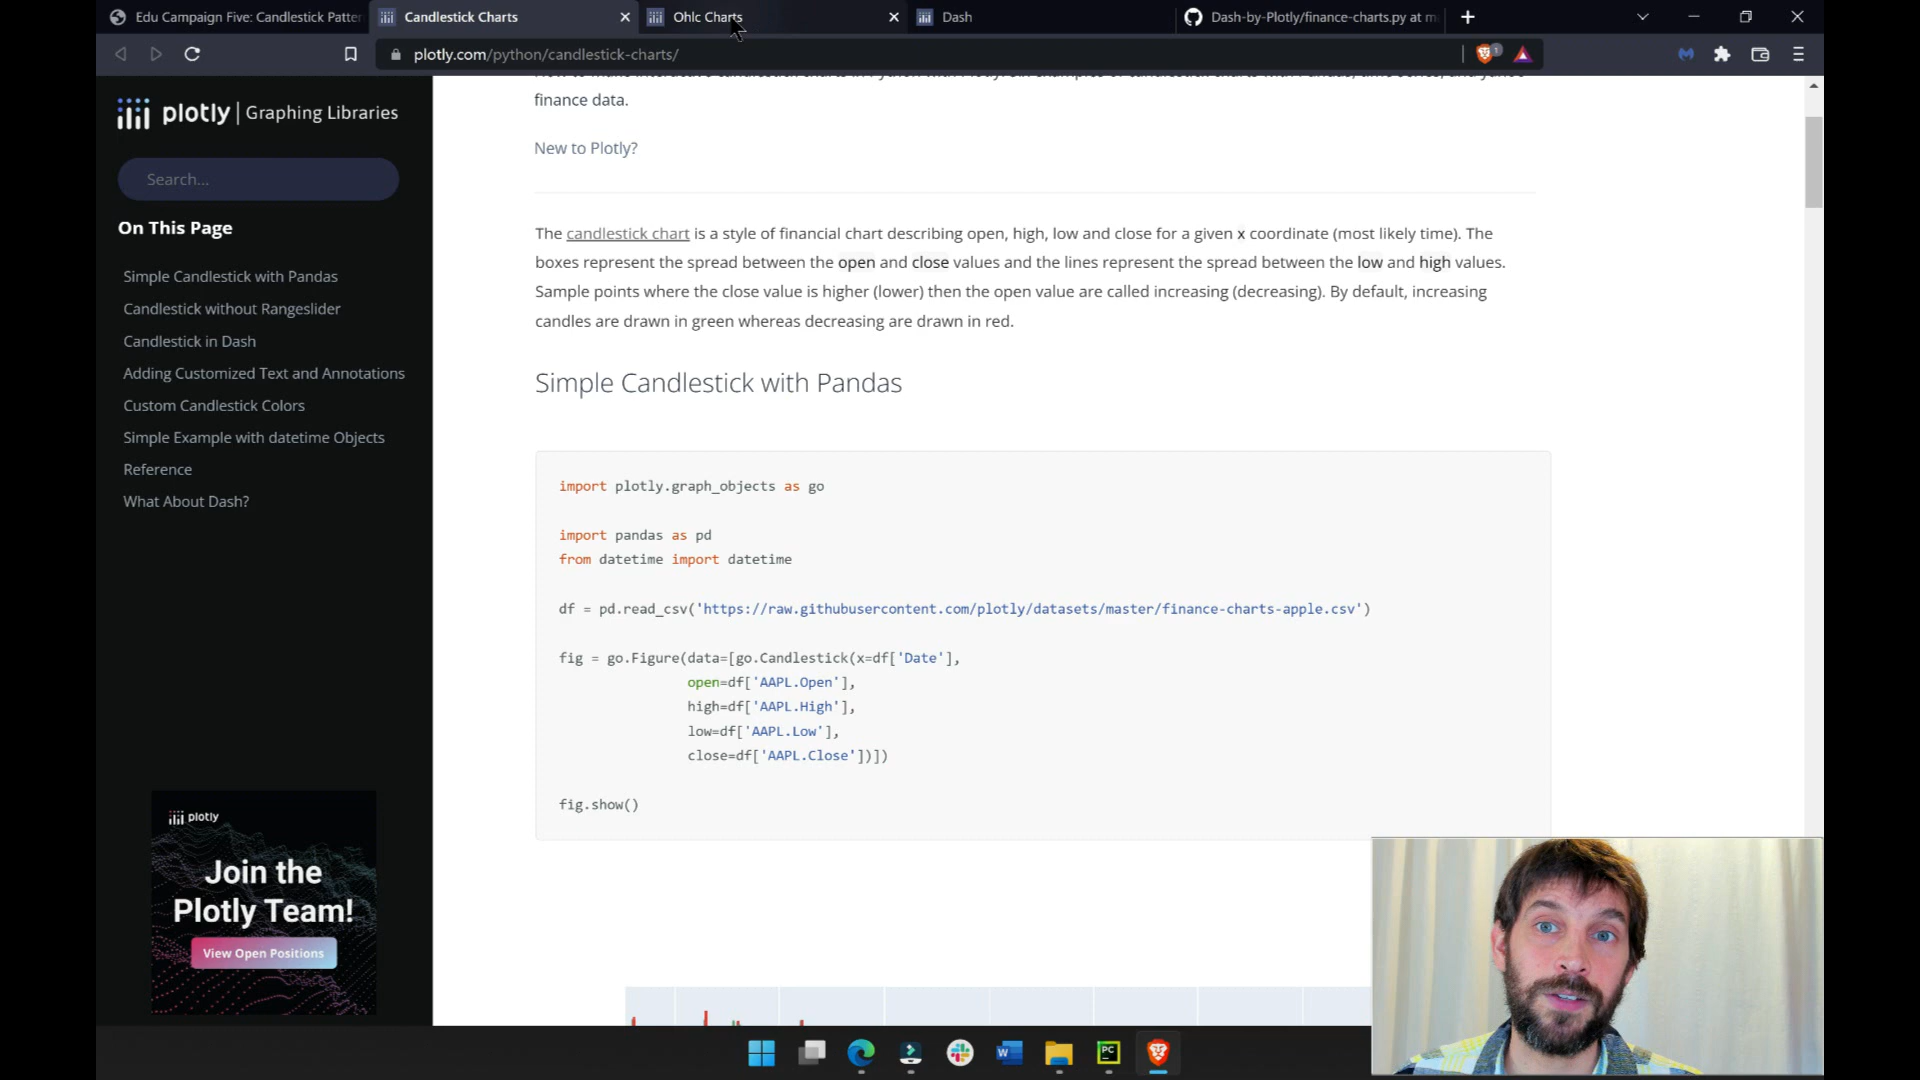 Edu Campaign Five: Candlestick Patter
Candlestick Charts
Ohlc Charts
Dash
Dash-by-Plotly/finance-charts.py at m
plotly.com/python/candlestick-charts/
1
plotly | Graphing Libraries
Search...
On This Page
Simple Candlestick with Pandas
Candlestick without Rangeslider
Candlestick in Dash
Adding Customized Text and Annotations
Custom Candlestick Colors
Simple Example with datetime Objects
Reference
What About Dash?
plotly
Join the
Plotly Team!
View Open Positions
finance data.
New to Plotly?
The candlestick chart is a style of financial chart describing open, high, low and close for a given x coordinate (most likely time). The
boxes represent the spread between the open and close values and the lines represent the spread between the low and high values.
Sample points where the close value is higher (lower) then the open value are called increasing (decreasing). By default, increasing
candles are drawn in green whereas decreasing are drawn in red.
Simple Candlestick with Pandas
import plotly.graph_objects as go
import pandas as pd
from datetime import datetime
df = pd.read_csv('https://raw.githubusercontent.com/plotly/datasets/master/finance-charts-apple.csv')
fig = go.Figure(data=[go.Candlestick(x=df['Date'],
open=df['AAPL.Open'],
high=df['AAPL.High'],
low=df['AAPL.Low'],
close=df['AAPL.Close'])])
fig.show()